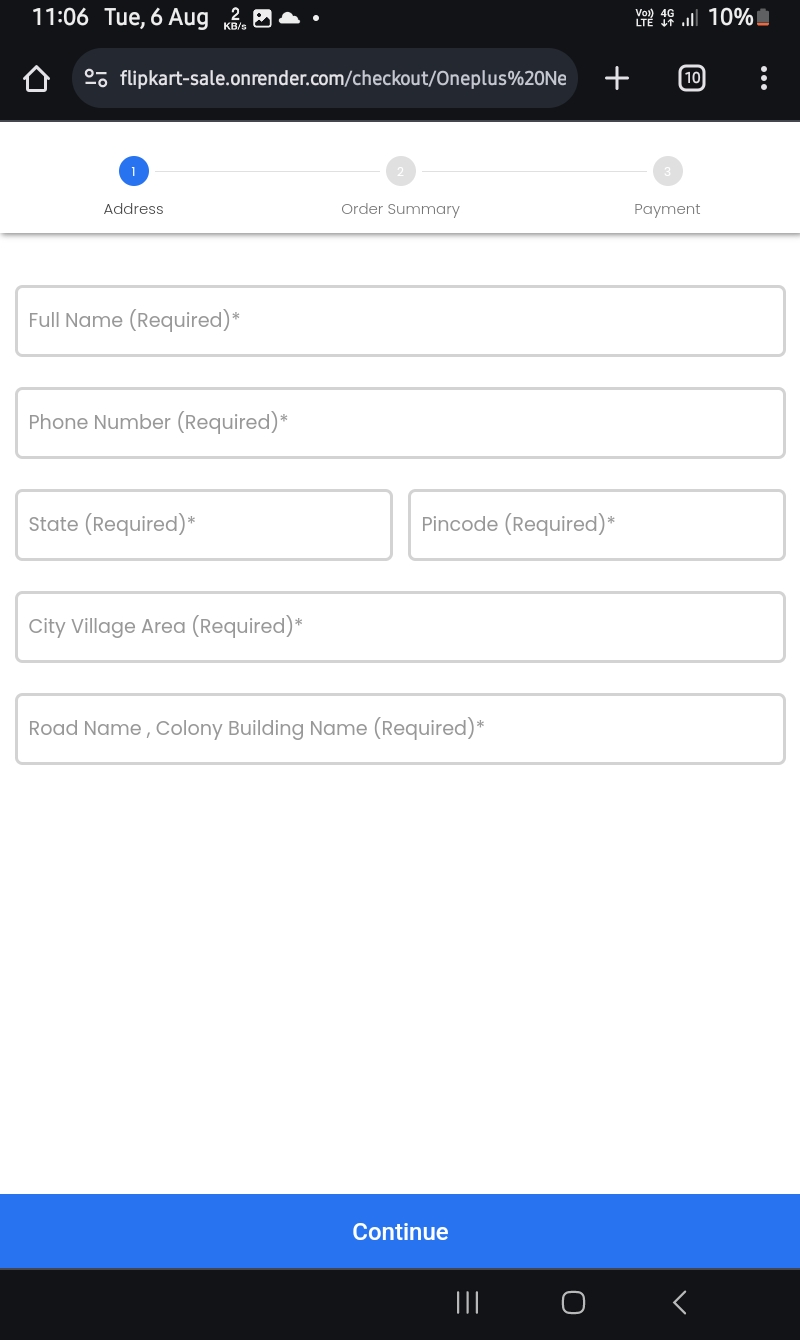 11:06 Tue, 6 Aug 2 KB/s Vo)) LTE 4G 10%
flipkart-sale.onrender.com/checkout/Oneplus%20Ne 10
1 2 3
Address Order Summary Payment
Full Name (Required)*
Phone Number (Required)*
State (Required)* Pincode (Required)*
City Village Area (Required)*
Road Name , Colony Building Name (Required)*
Continue